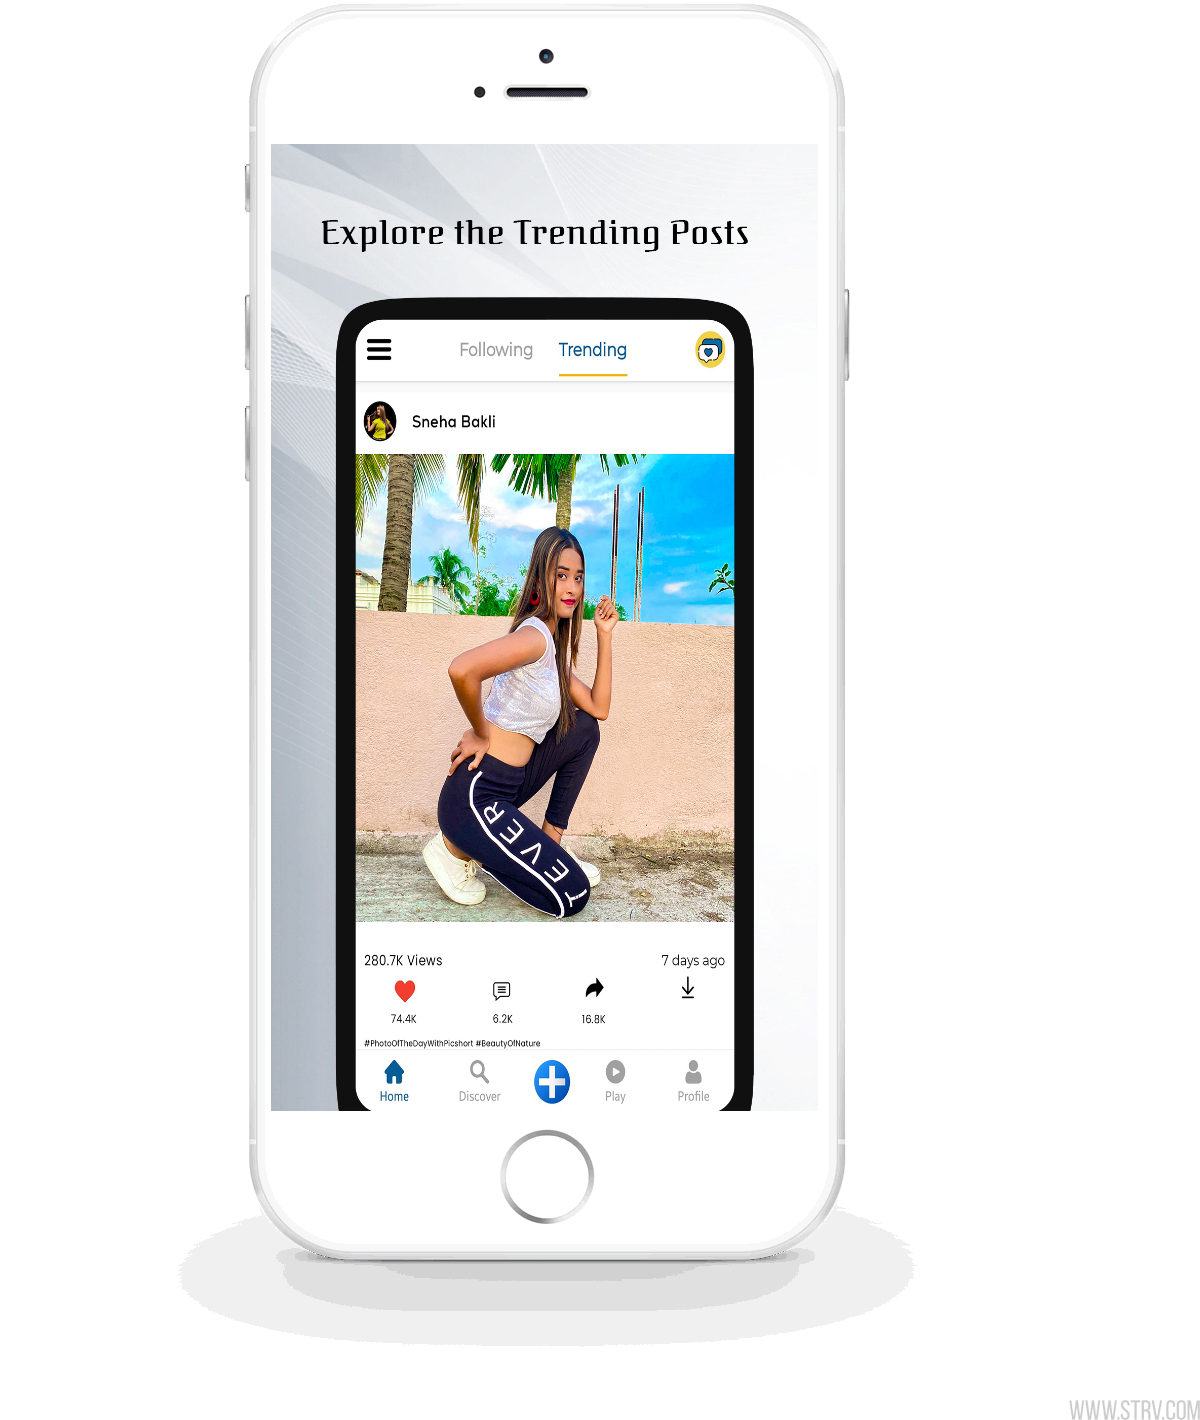 Explore the Trending Posts
Following Trending
Sneha Bakli
REVER
280.7K Views 7 days ago
74.4K 6.2K 16.8K
#PhotoOfTheDayWithPicshort #BeautyOfNature
Home Discover Play Profile
WWW.STRV.COM